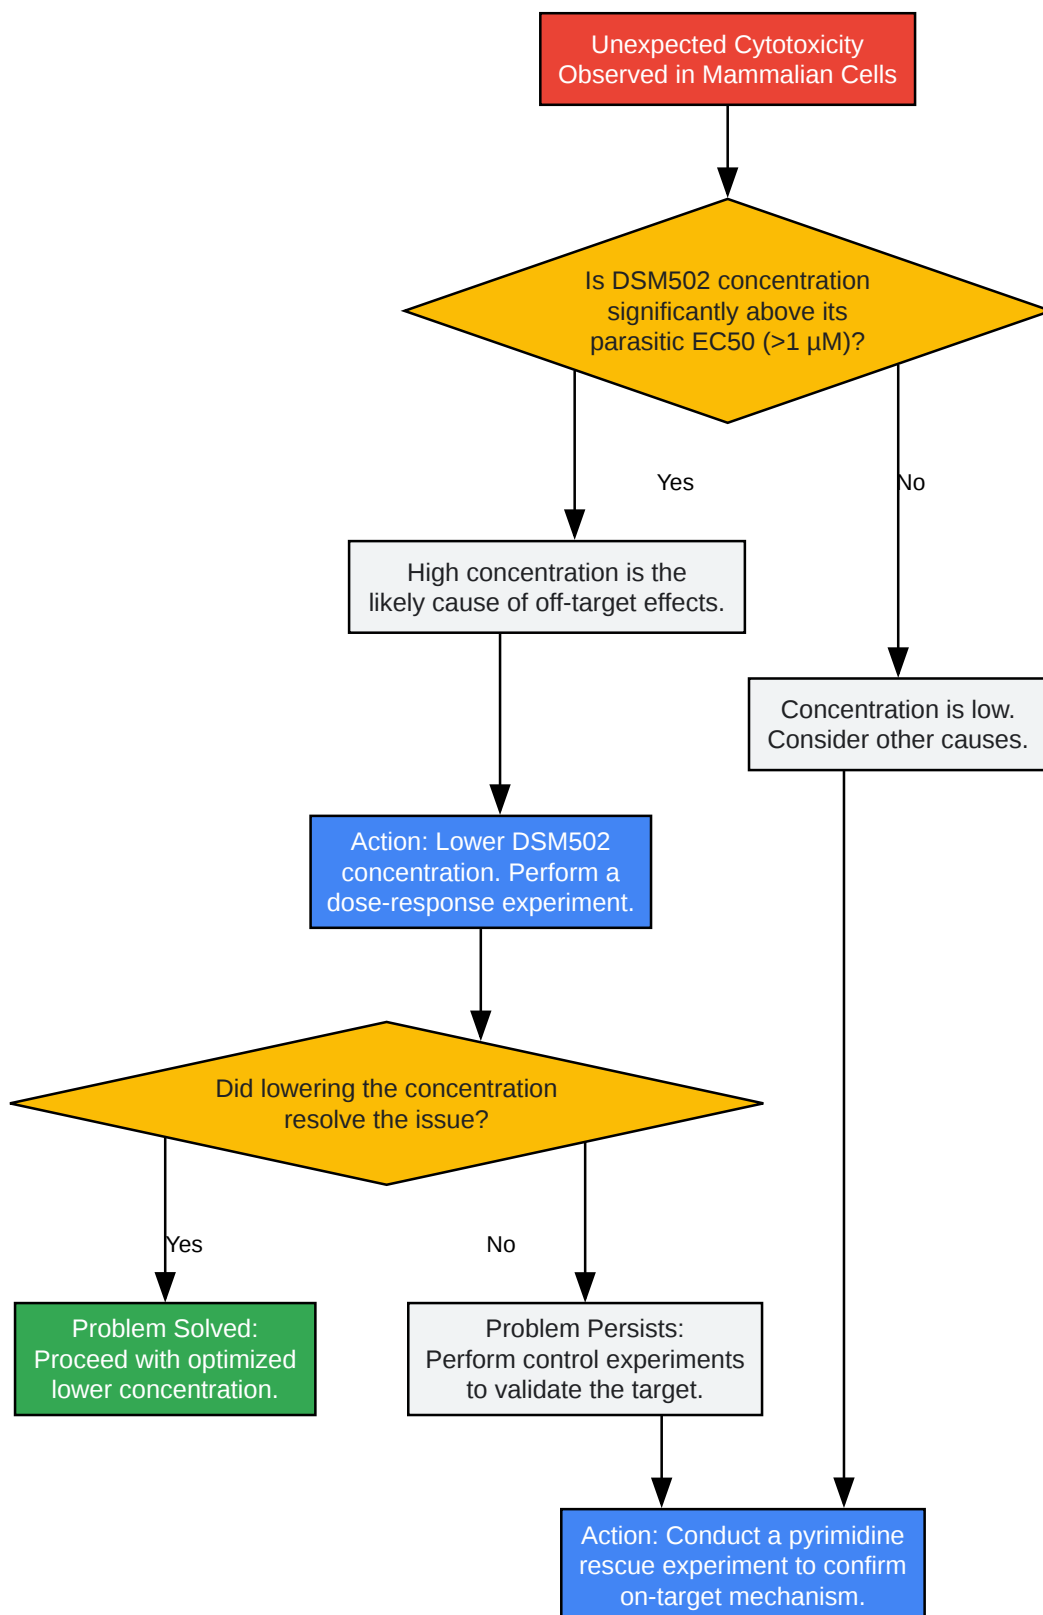 Unexpected Cytotoxicity
Observed in Mammalian Cells
Is DSM502 concentration
significantly above its
parasitic EC50 (>1 µM)?
Yes
No
High concentration is the
likely cause of off-target effects.
Concentration is low.
Consider other causes.
Action: Lower DSM502
concentration. Perform a
dose-response experiment.
Did lowering the concentration
resolve the issue?
Yes
No
Problem Solved:
Proceed with optimized
lower concentration.
Problem Persists:
Perform control experiments
to validate the target.
Action: Conduct a pyrimidine
rescue experiment to confirm
on-target mechanism.